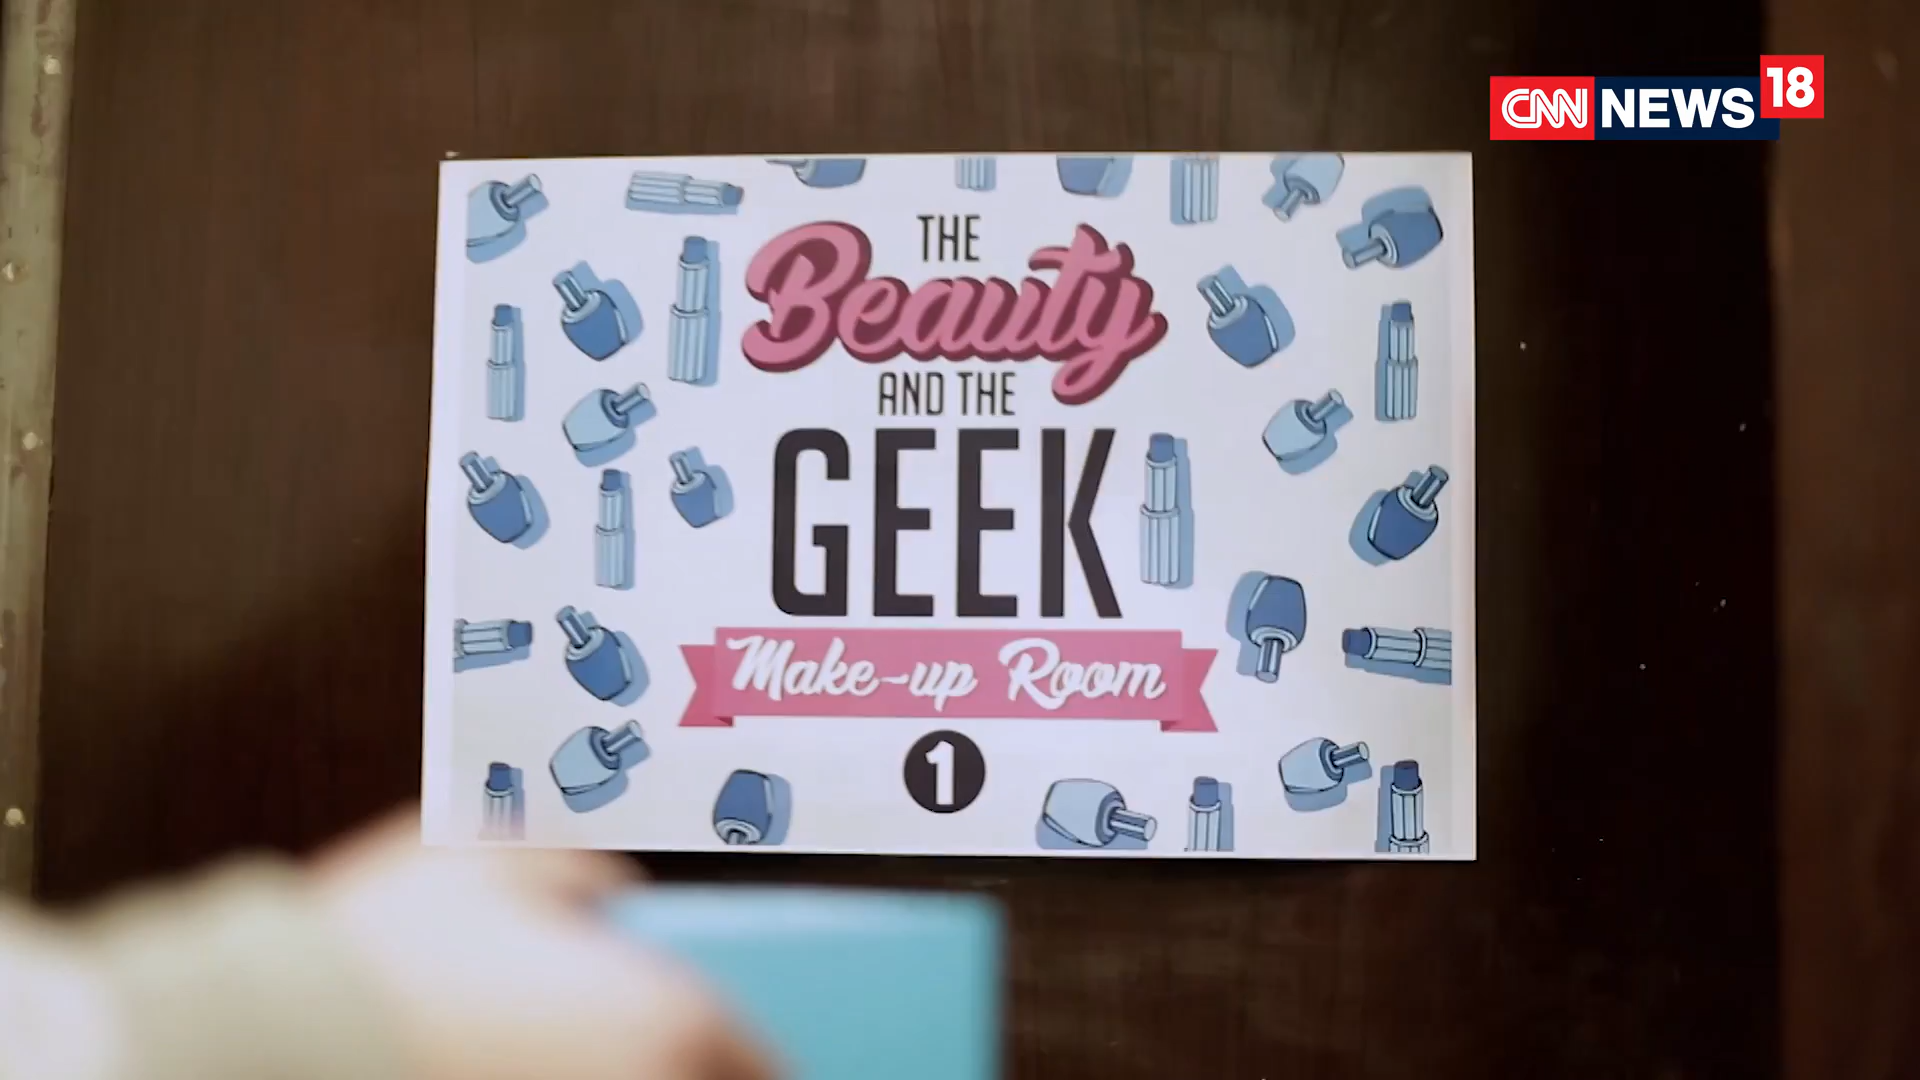 CNN NEWS 18
THE
Beauty
AND THE
GEEK
Make-up Room
1